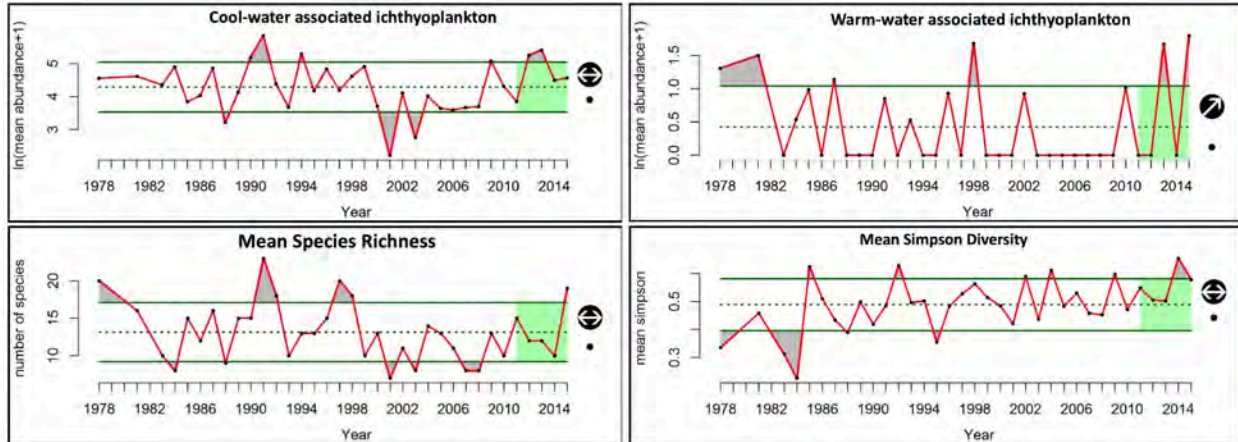 Cool-water associated ichthyoplankton
ln(mean abundance+1)
5
4
3
1978 1982 1986 1990 1994 1998 2002 2006 2010 2014
Year
Warm-water associated ichthyoplankton
ln(mean abundance+1)
1.5
1.0
0.5
0.0
1978 1982 1986 1990 1994 1998 2002 2006 2010 2014
Year
Mean Species Richness
number of species
20
15
10
1978 1982 1986 1990 1994 1998 2002 2006 2010 2014
Year
Mean Simpson Diversity
mean simpson
0.5
0.3
1978 1982 1986 1990 1994 1998 2002 2006 2010 2014
Year